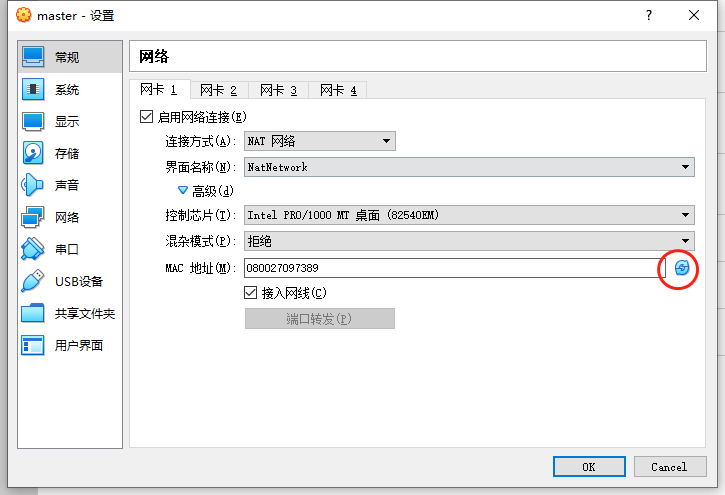 master - 设置
?
常规
系统
显示
存储
声音
网络
串口
USB设备
共享文件夹
用户界面
网络
网卡 1
网卡 2
网卡 3
网卡 4
启用网络连接(E)
连接方式(A): NAT 网络
界面名称(N): NatNetwork
高级(d)
控制芯片(T): Intel PRO/1000 MT 桌面 (82540EM)
混杂模式(P): 拒绝
MAC 地址(M): 080027097389
接入网线(C)
端口转发(P)
OK
Cancel